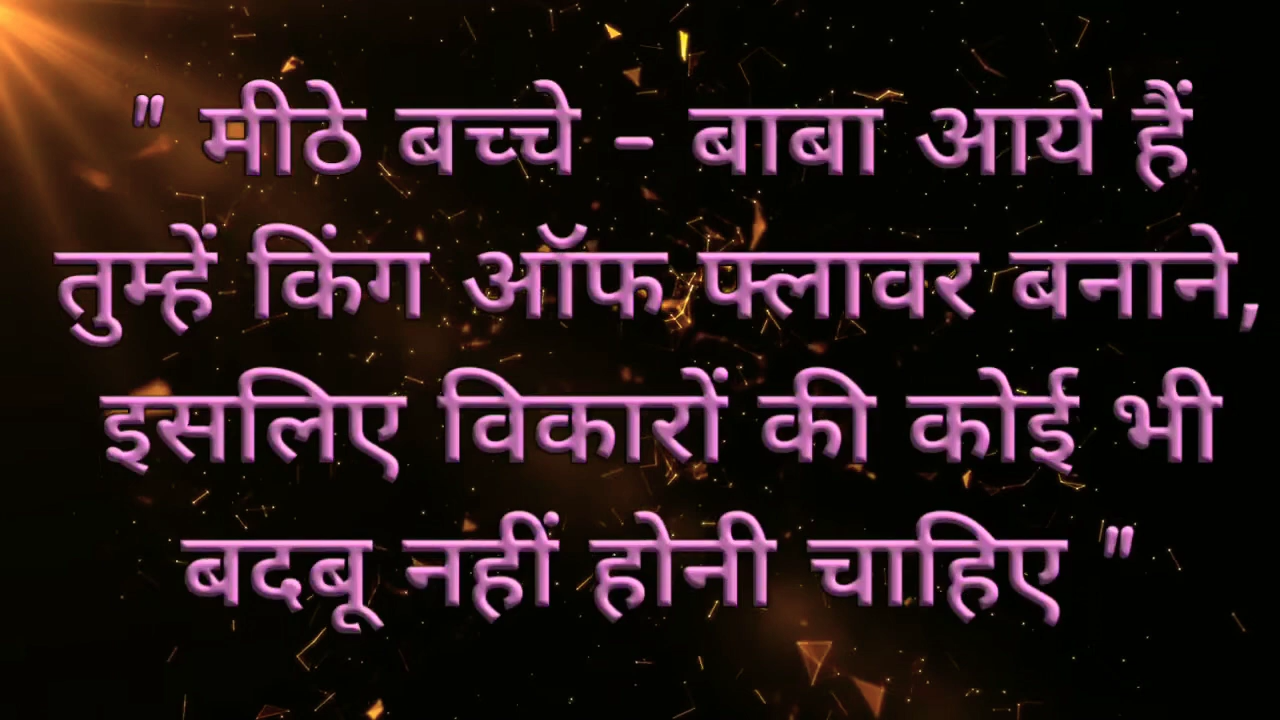 " मीठे बच्चे - बाबा आये हैं
तुम्हें किंग ऑफ फ्लावर बनाने,
इसलिए विकारों की कोई भी
बदबू नहीं होनी चाहिए "